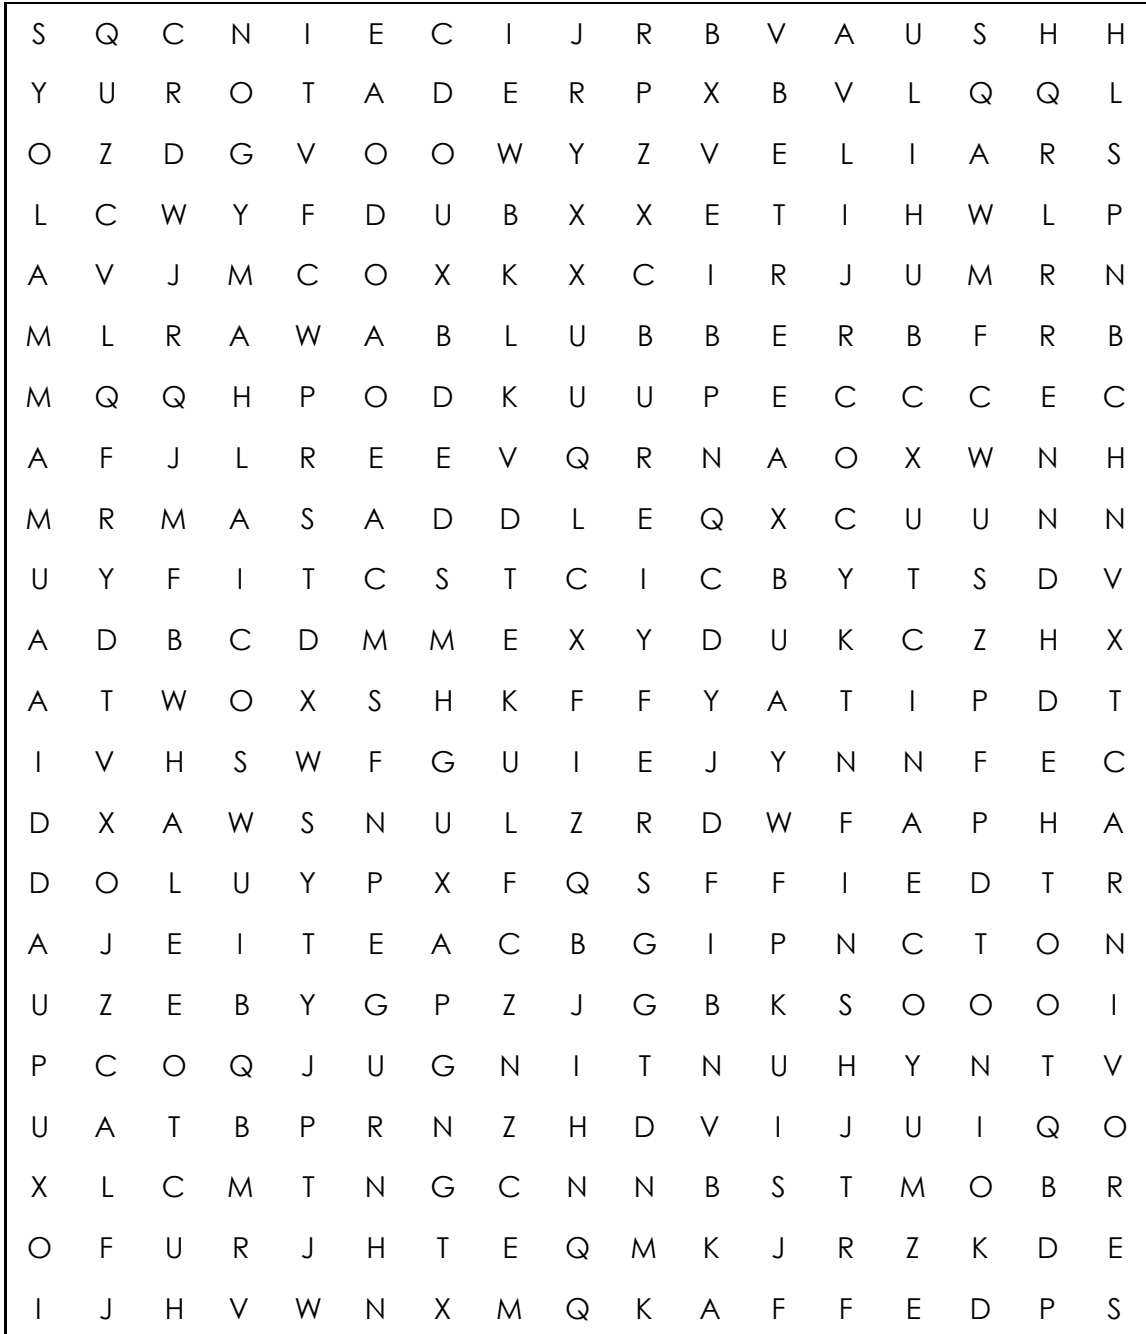 S Q C N I E C I J R B V A U S H H
Y U R O T A D E R P X B V L Q Q L
O Z D G V O O W Y Z V E L I A R S
L C W Y F D U B X X E T I H W L P
A V J M C O X K X C I R J U M R N
M L R A W A B L U B B E R B F R B
M Q Q H P O D K U U P E C C C E C
A F J L R E E V Q R N A O X W N H
M R M A S A D D L E Q X C U U N N
U Y F I T C S T C I C B Y T S D V
A D B C D M M E X Y D U K C Z H X
A T W O X S H K F F Y A T I P D T
I V H S W F G U I E J Y N N F E C
D X A W S N U L Z R D W F A P H A
D O L U Y P X F Q S F F I E D T R
A J E I T E A C B G I P N C T O N
U Z E B Y G P Z J G B K S O O O I
P C O Q J U G N I T N U H Y N T V
U A T B P R N Z H D V I J U I Q O
X L C M T N G C N N B S T M O B R
O F U R J H T E Q M K J R Z K D E
I J H V W N X M Q K A F F E D P S